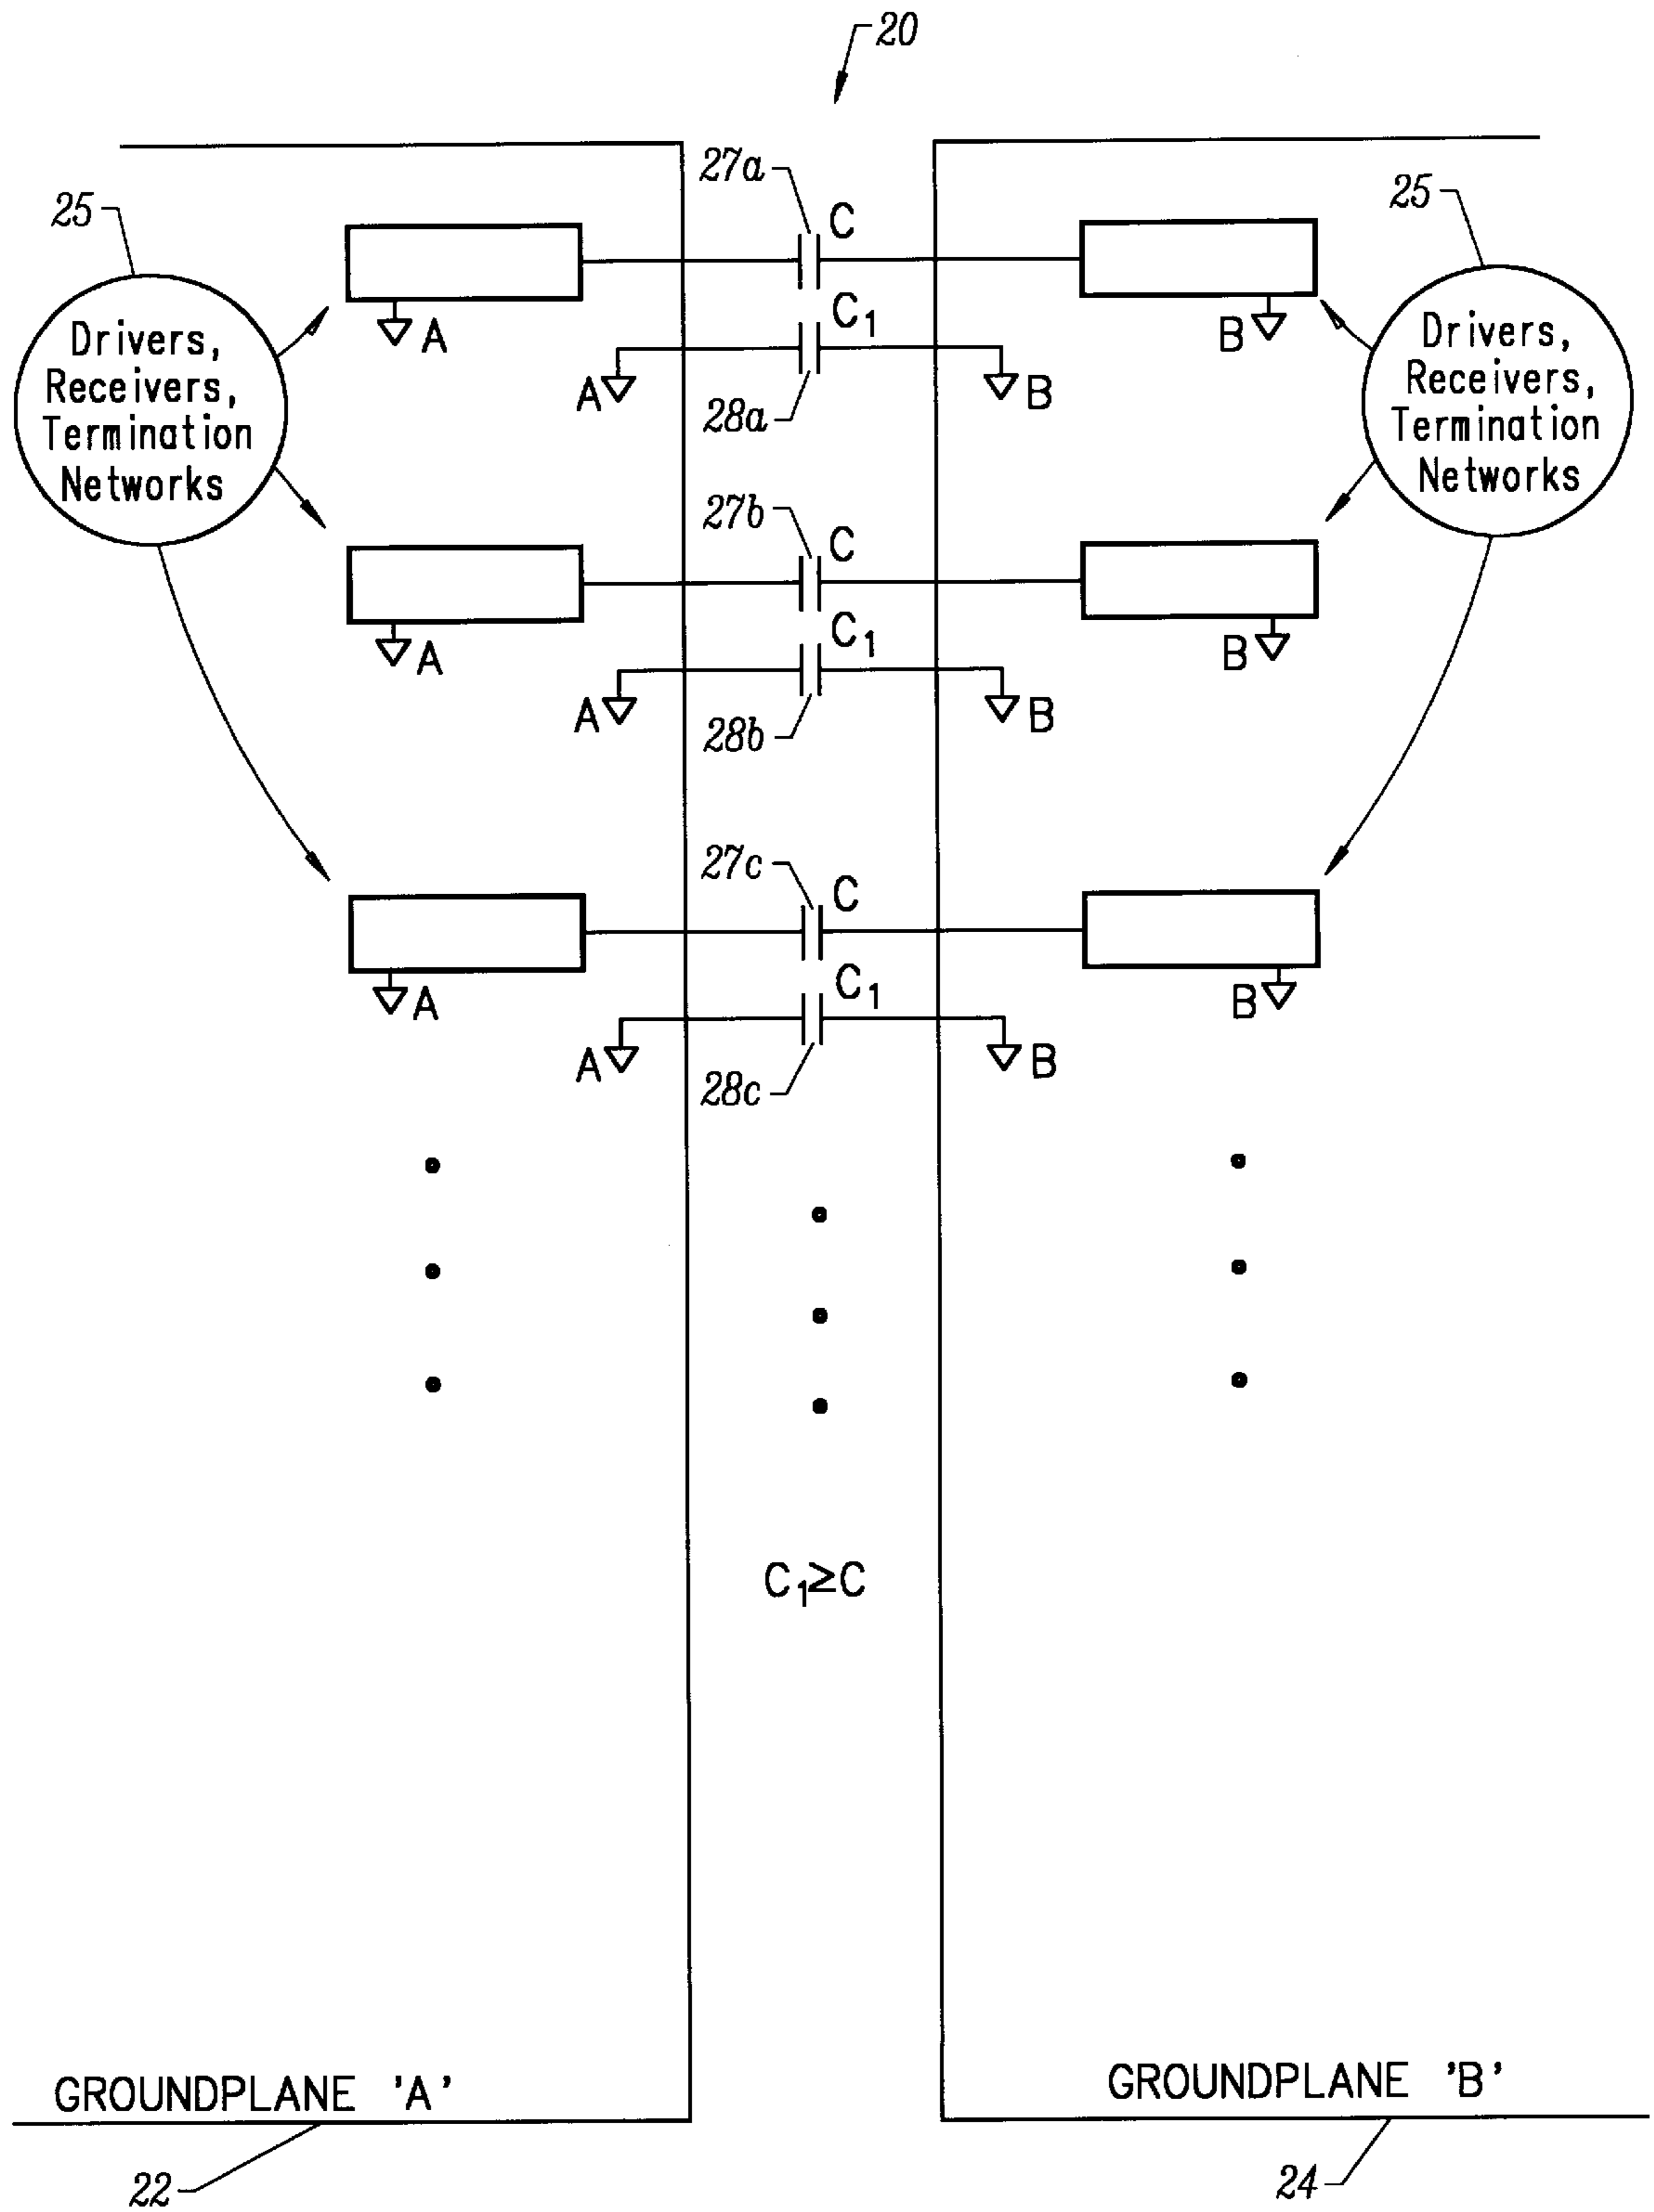 20
27a
25
25
C
C1
A
B
Drivers,
Receivers,
Termination
Networks
Drivers,
Receivers,
Termination
Networks
A
B
28a
27b
C
C1
A
B
A
B
28b
27c
C
C1
A
B
A
B
28c
C1≥C
GROUNDPLANE 'A'
GROUNDPLANE 'B'
22
24